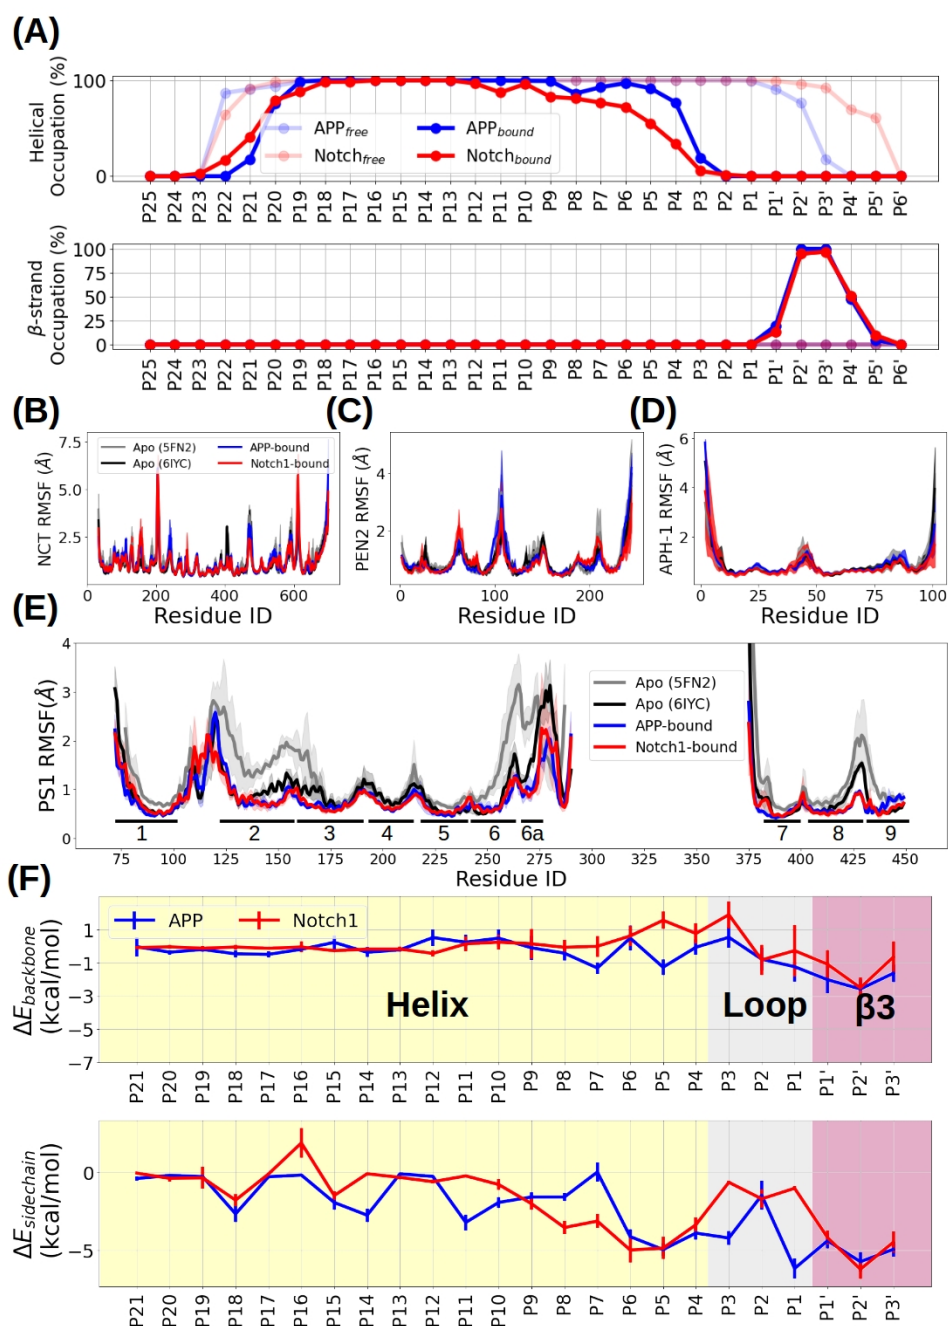 (A)
Helical
Occupation (%)
100
0
APP_free
APP_bound
Notch_free
Notch_bound
P25 P24 P23 P22 P21 P20 P19 P18 P17 P16 P15 P14 P13 P12 P11 P10 P9 P8 P7 P6 P5 P4 P3 P2 P1 P1' P2' P3' P4' P5' P6'
β-strand
Occupation (%)
100
75
50
25
0
P25 P24 P23 P22 P21 P20 P19 P18 P17 P16 P15 P14 P13 P12 P11 P10 P9 P8 P7 P6 P5 P4 P3 P2 P1 P1' P2' P3' P4' P5' P6'
(B)
NCT RMSF (Å)
7.5
5.0
2.5
Apo (5FN2)
APP-bound
Apo (6IYC)
Notch1-bound
0 200 400 600
Residue ID
(C)
PEN2 RMSF (Å)
4
2
0 100 200
Residue ID
(D)
APH-1 RMSF (Å)
6
4
2
0 25 50 75 100
Residue ID
(E)
PS1 RMSF(Å)
4
3
2
1
0
Apo (5FN2)
Apo (6IYC)
APP-bound
Notch1-bound
1 2 3 4 5 6 6a 7 8 9
75 100 125 150 175 200 225 250 275 300 325 350 375 400 425 450
Residue ID
(F)
ΔE_backbone
(kcal/mol)
1
−1
−3
−5
−7
APP
Notch1
Helix
Loop
β3
P21 P20 P19 P18 P17 P16 P15 P14 P13 P12 P11 P10 P9 P8 P7 P6 P5 P4 P3 P2 P1 P1' P2' P3'
ΔE_sidechain
(kcal/mol)
0
−5
P21 P20 P19 P18 P17 P16 P15 P14 P13 P12 P11 P10 P9 P8 P7 P6 P5 P4 P3 P2 P1 P1' P2' P3'